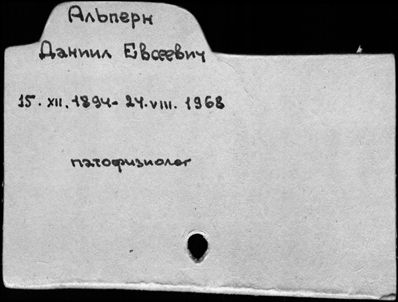 Альперн
Даниил Евсеевич
15.XII.1894- 24.VIII.1968
патофизиолог